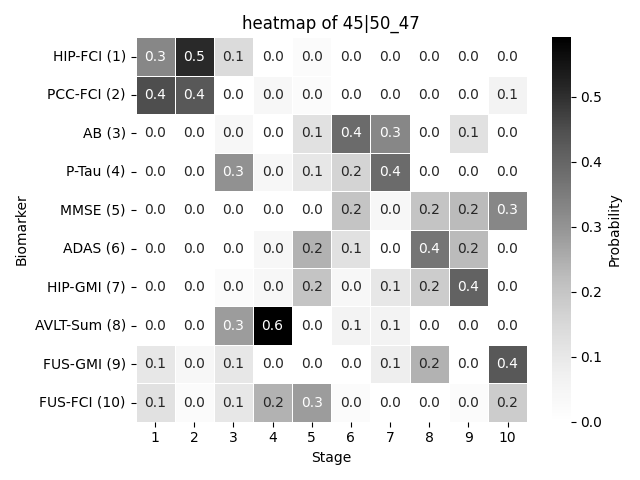 heatmap of 45|50_47
HIP-FCI (1) 0.3 0.5 0.1 0.0 0.0 0.0 0.0 0.0 0.0 0.0
PCC-FCI (2) 0.4 0.4 0.0 0.0 0.0 0.0 0.0 0.0 0.0 0.1
AB (3) 0.0 0.0 0.0 0.0 0.1 0.4 0.3 0.0 0.1 0.0
P-Tau (4) 0.0 0.0 0.3 0.0 0.1 0.2 0.4 0.0 0.0 0.0
MMSE (5) 0.0 0.0 0.0 0.0 0.0 0.2 0.0 0.2 0.2 0.3
ADAS (6) 0.0 0.0 0.0 0.0 0.2 0.1 0.0 0.4 0.2 0.0
HIP-GMI (7) 0.0 0.0 0.0 0.0 0.2 0.0 0.1 0.2 0.4 0.0
AVLT-Sum (8) 0.0 0.0 0.3 0.6 0.0 0.1 0.1 0.0 0.0 0.0
FUS-GMI (9) 0.1 0.0 0.1 0.0 0.0 0.0 0.1 0.2 0.0 0.4
FUS-FCI (10) 0.1 0.0 0.1 0.2 0.3 0.0 0.0 0.0 0.0 0.2
1 2 3 4 5 6 7 8 9 10
Stage
Biomarker
0.5
0.4
0.3
0.2
0.1
0.0
Probability